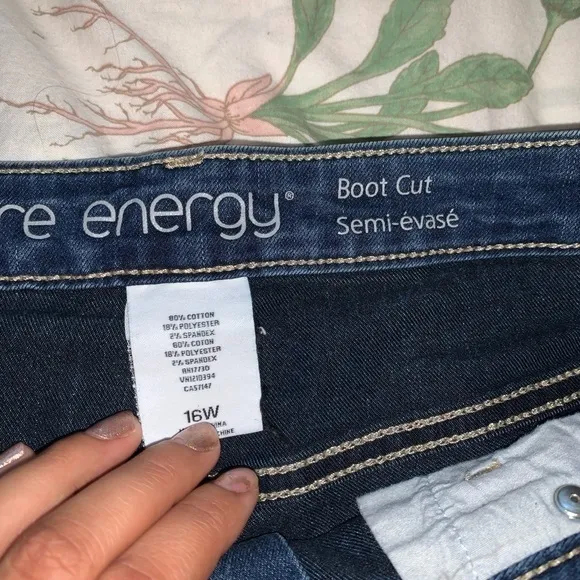 re energy®
Boot Cut
Semi-évasé
80% COTTON
18% POLYESTER
2% SPANDEX
80% COTON
18% POLYESTER
2% SPANDEX
RN17730
VN1210394
CA57147
16W